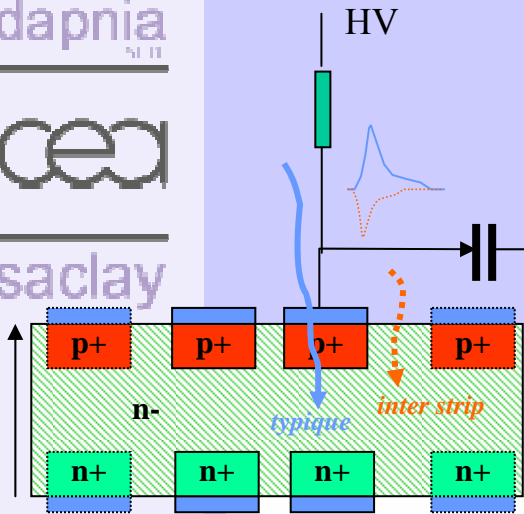 dapnia
HV
cea
saclay
p+ p+ p+ p+
n-
typique
inter strip
n+ n+ n+ n+